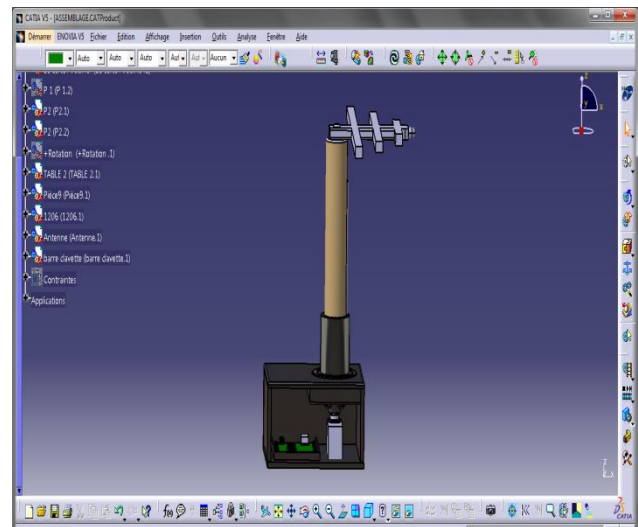 CATIA V5 - [ASSEMBLAGE.CATProduct]
Démarrer ENOVIA V5 Fichier Edition Affichage Insertion Outils Analyse Fenêtre Aide
Auto Auto Auto Aucun
P 1 (P 1.2)
P2 (P2.1)
P2 (P2.2)
+Rotation (+Rotation .1)
TABLE 2 (TABLE 2.1)
Pièce9 (Pièce9.1)
1206 (1206.1)
Antenne (Antenne.1)
barre clavette (barre clavette.1)
Contraintes
Applications
z
x
y
CATIA